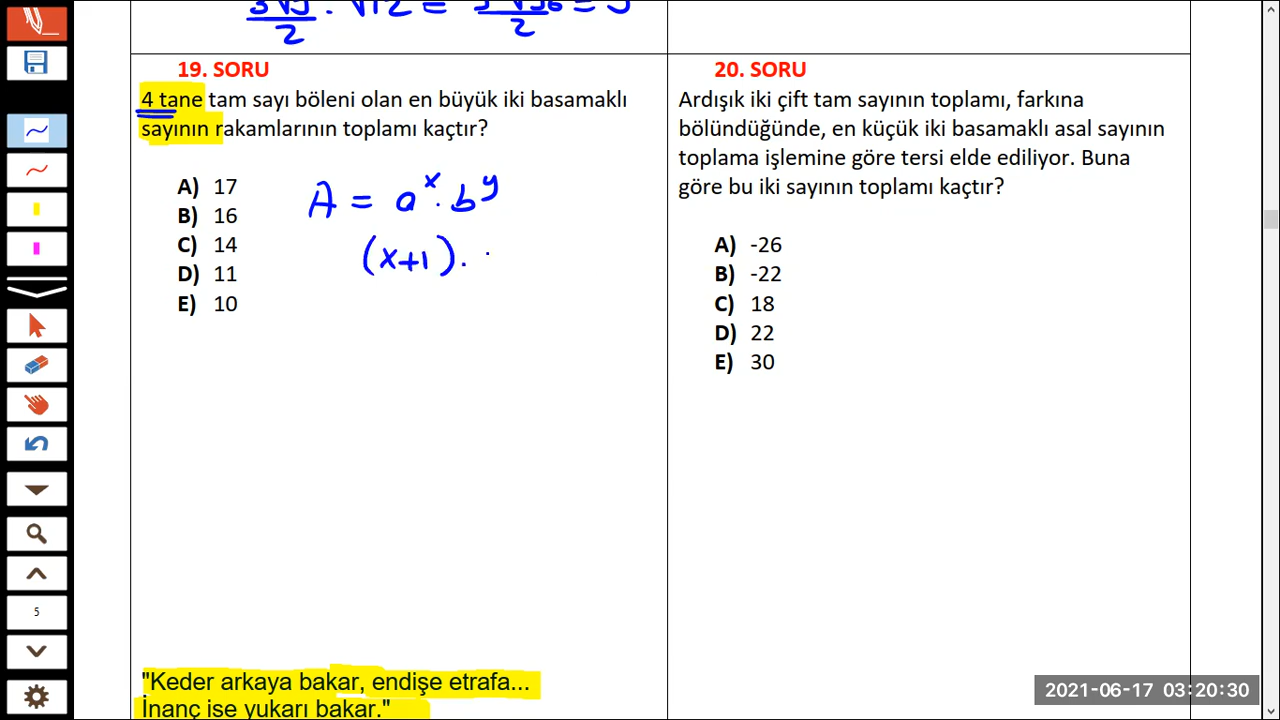 19. SORU
4 tane tam sayı böleni olan en büyük iki basamaklı
sayının rakamlarının toplamı kaçtır?
A) 17
B) 16
C) 14
D) 11
E) 10
A = a^x . b^y
(x+1) .
"Keder arkaya bakar, endişe etrafa...
İnanç ise yukarı bakar."
20. SORU
Ardışık iki çift tam sayının toplamı, farkına
bölündüğünde, en küçük iki basamaklı asal sayının
toplama işlemine göre tersi elde ediliyor. Buna
göre bu iki sayının toplamı kaçtır?
A) -26
B) -22
C) 18
D) 22
E) 30
5
2021-06-17 03:20:30